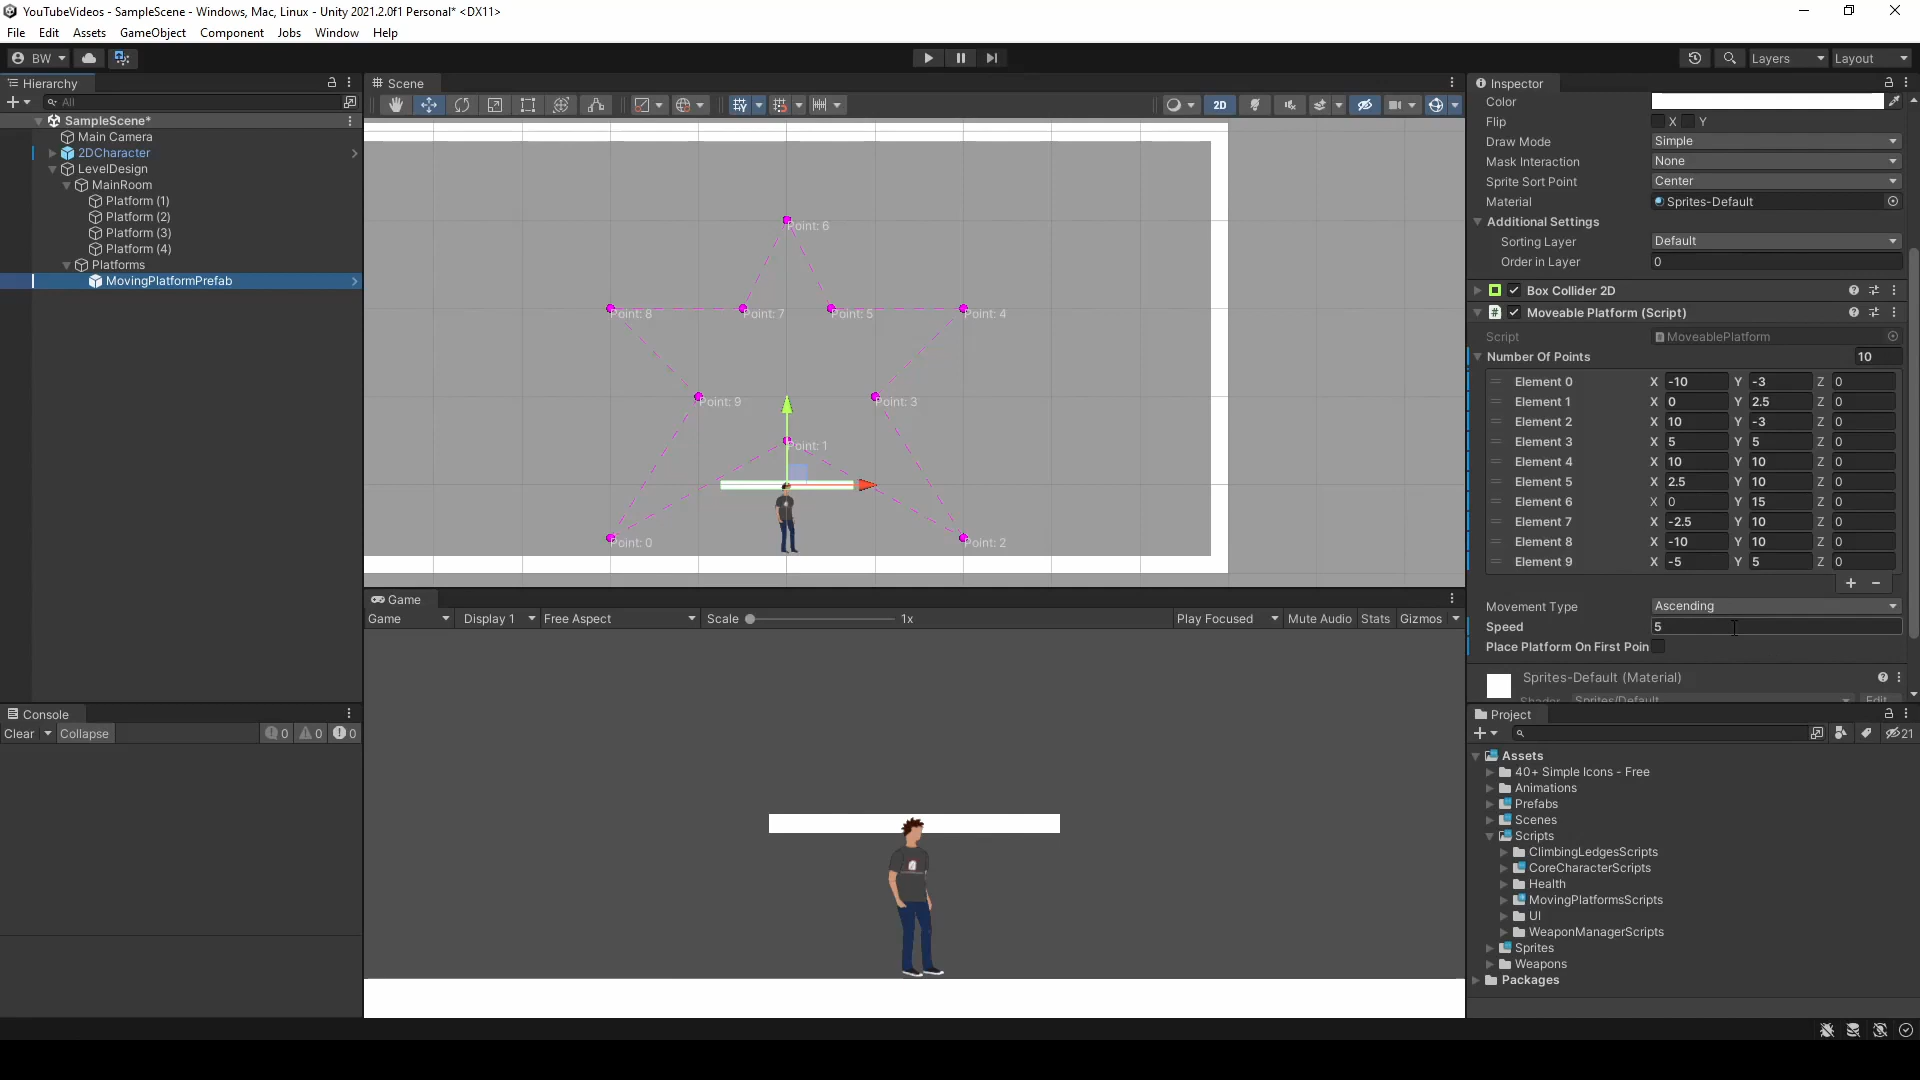 YouTubeVideos - SampleScene - Windows, Mac, Linux - Unity 2021.2.0f1 Personal* <DX11>
File Edit Assets GameObject Component Jobs Window Help
BW Layers Layout
Hierarchy
All
SampleScene*
Main Camera
2DCharacter
LevelDesign
MainRoom
Platform (1)
Platform (2)
Platform (3)
Platform (4)
Platforms
MovingPlatformPrefab
Console
Clear Collapse 0 0 0
Scene
2D
Point: 6
Point: 8 Point: 7 Point: 5 Point: 4
Point: 9 Point: 3
Point: 1
Point: 0 Point: 2
Game
Game Display 1 Free Aspect Scale 1x Play Focused Mute Audio Stats Gizmos
Inspector
Color
Flip X Y
Draw Mode Simple
Mask Interaction None
Sprite Sort Point Center
Material Sprites-Default
Additional Settings
Sorting Layer Default
Order in Layer 0
Box Collider 2D
Moveable Platform (Script)
Script MoveablePlatform
Number Of Points 10
Element 0 X -10 Y -3 Z 0
Element 1 X 0 Y 2.5 Z 0
Element 2 X 10 Y -3 Z 0
Element 3 X 5 Y 5 Z 0
Element 4 X 10 Y 10 Z 0
Element 5 X 2.5 Y 10 Z 0
Element 6 X 0 Y 15 Z 0
Element 7 X -2.5 Y 10 Z 0
Element 8 X -10 Y 10 Z 0
Element 9 X -5 Y 5 Z 0
+ -
Movement Type Ascending
Speed 5
Place Platform On First Poin
Sprites-Default (Material)
Shader Sprites/Default Edit
Project
21
Assets
40+ Simple Icons - Free
Animations
Prefabs
Scenes
Scripts
ClimbingLedgesScripts
CoreCharacterScripts
Health
MovingPlatformsScripts
UI
WeaponManagerScripts
Sprites
Weapons
Packages